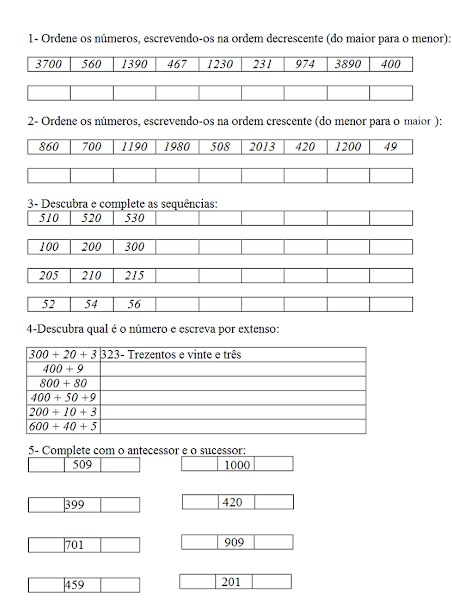 1- Ordene os números, escrevendo-os na ordem decrescente (do maior para o menor):
3700 560 1390 467 1230 231 974 3890 400
2- Ordene os números, escrevendo-os na ordem crescente (do menor para o maior ):
860 700 1190 1980 508 2013 420 1200 49
3- Descubra e complete as sequências:
510 520 530
100 200 300
205 210 215
52 54 56
4-Descubra qual é o número e escreva por extenso:
300 + 20 + 3 323- Trezentos e vinte e três
400 + 9
800 + 80
400 + 50 +9
200 + 10 + 3
600 + 40 + 5
5- Complete com o antecessor e o sucessor:
509 1000
399 420
701 909
459 201